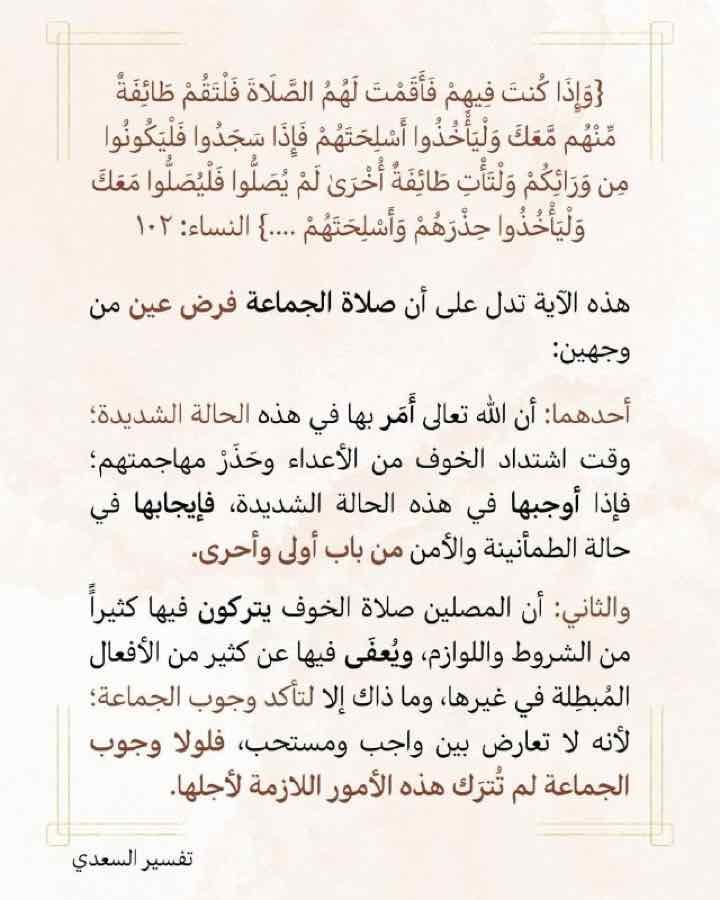 {وَإِذَا كُنتَ فِيهِمْ فَأَقَمْتَ لَهُمُ الصَّلَاةَ فَلْتَقُمْ طَائِفَةٌ
مِّنْهُم مَّعَكَ وَلْيَأْخُذُوا أَسْلِحَتَهُمْ فَإِذَا سَجَدُوا فَلْيَكُونُوا
مِن وَرَائِكُمْ وَلْتَأْتِ طَائِفَةٌ أُخْرَىٰ لَمْ يُصَلُّوا فَلْيُصَلُّوا مَعَكَ
وَلْيَأْخُذُوا حِذْرَهُمْ وَأَسْلِحَتَهُمْ ....} النساء: ١٠٢
هذه الآية تدل على أن صلاة الجماعة فرض عين من
وجهين:
أحدهما: أن الله تعالى أَمَر بها في هذه الحالة الشديدة؛
وقت اشتداد الخوف من الأعداء وحَذَرْ مهاجمتهم؛
فإذا أوجبها في هذه الحالة الشديدة، فإيجابها في
حالة الطمأنينة والأمن من باب أولى وأحرى.
والثاني: أن المصلين صلاة الخوف يتركون فيها كثيراً
من الشروط واللوازم، ويُعفَى فيها عن كثير من الأفعال
المُبطِلة في غيرها، وما ذاك إلا لتأكد وجوب الجماعة؛
لأنه لا تعارض بين واجب ومستحب، فلولا وجوب
الجماعة لم تُترَك هذه الأمور اللازمة لأجلها.
تفسير السعدي